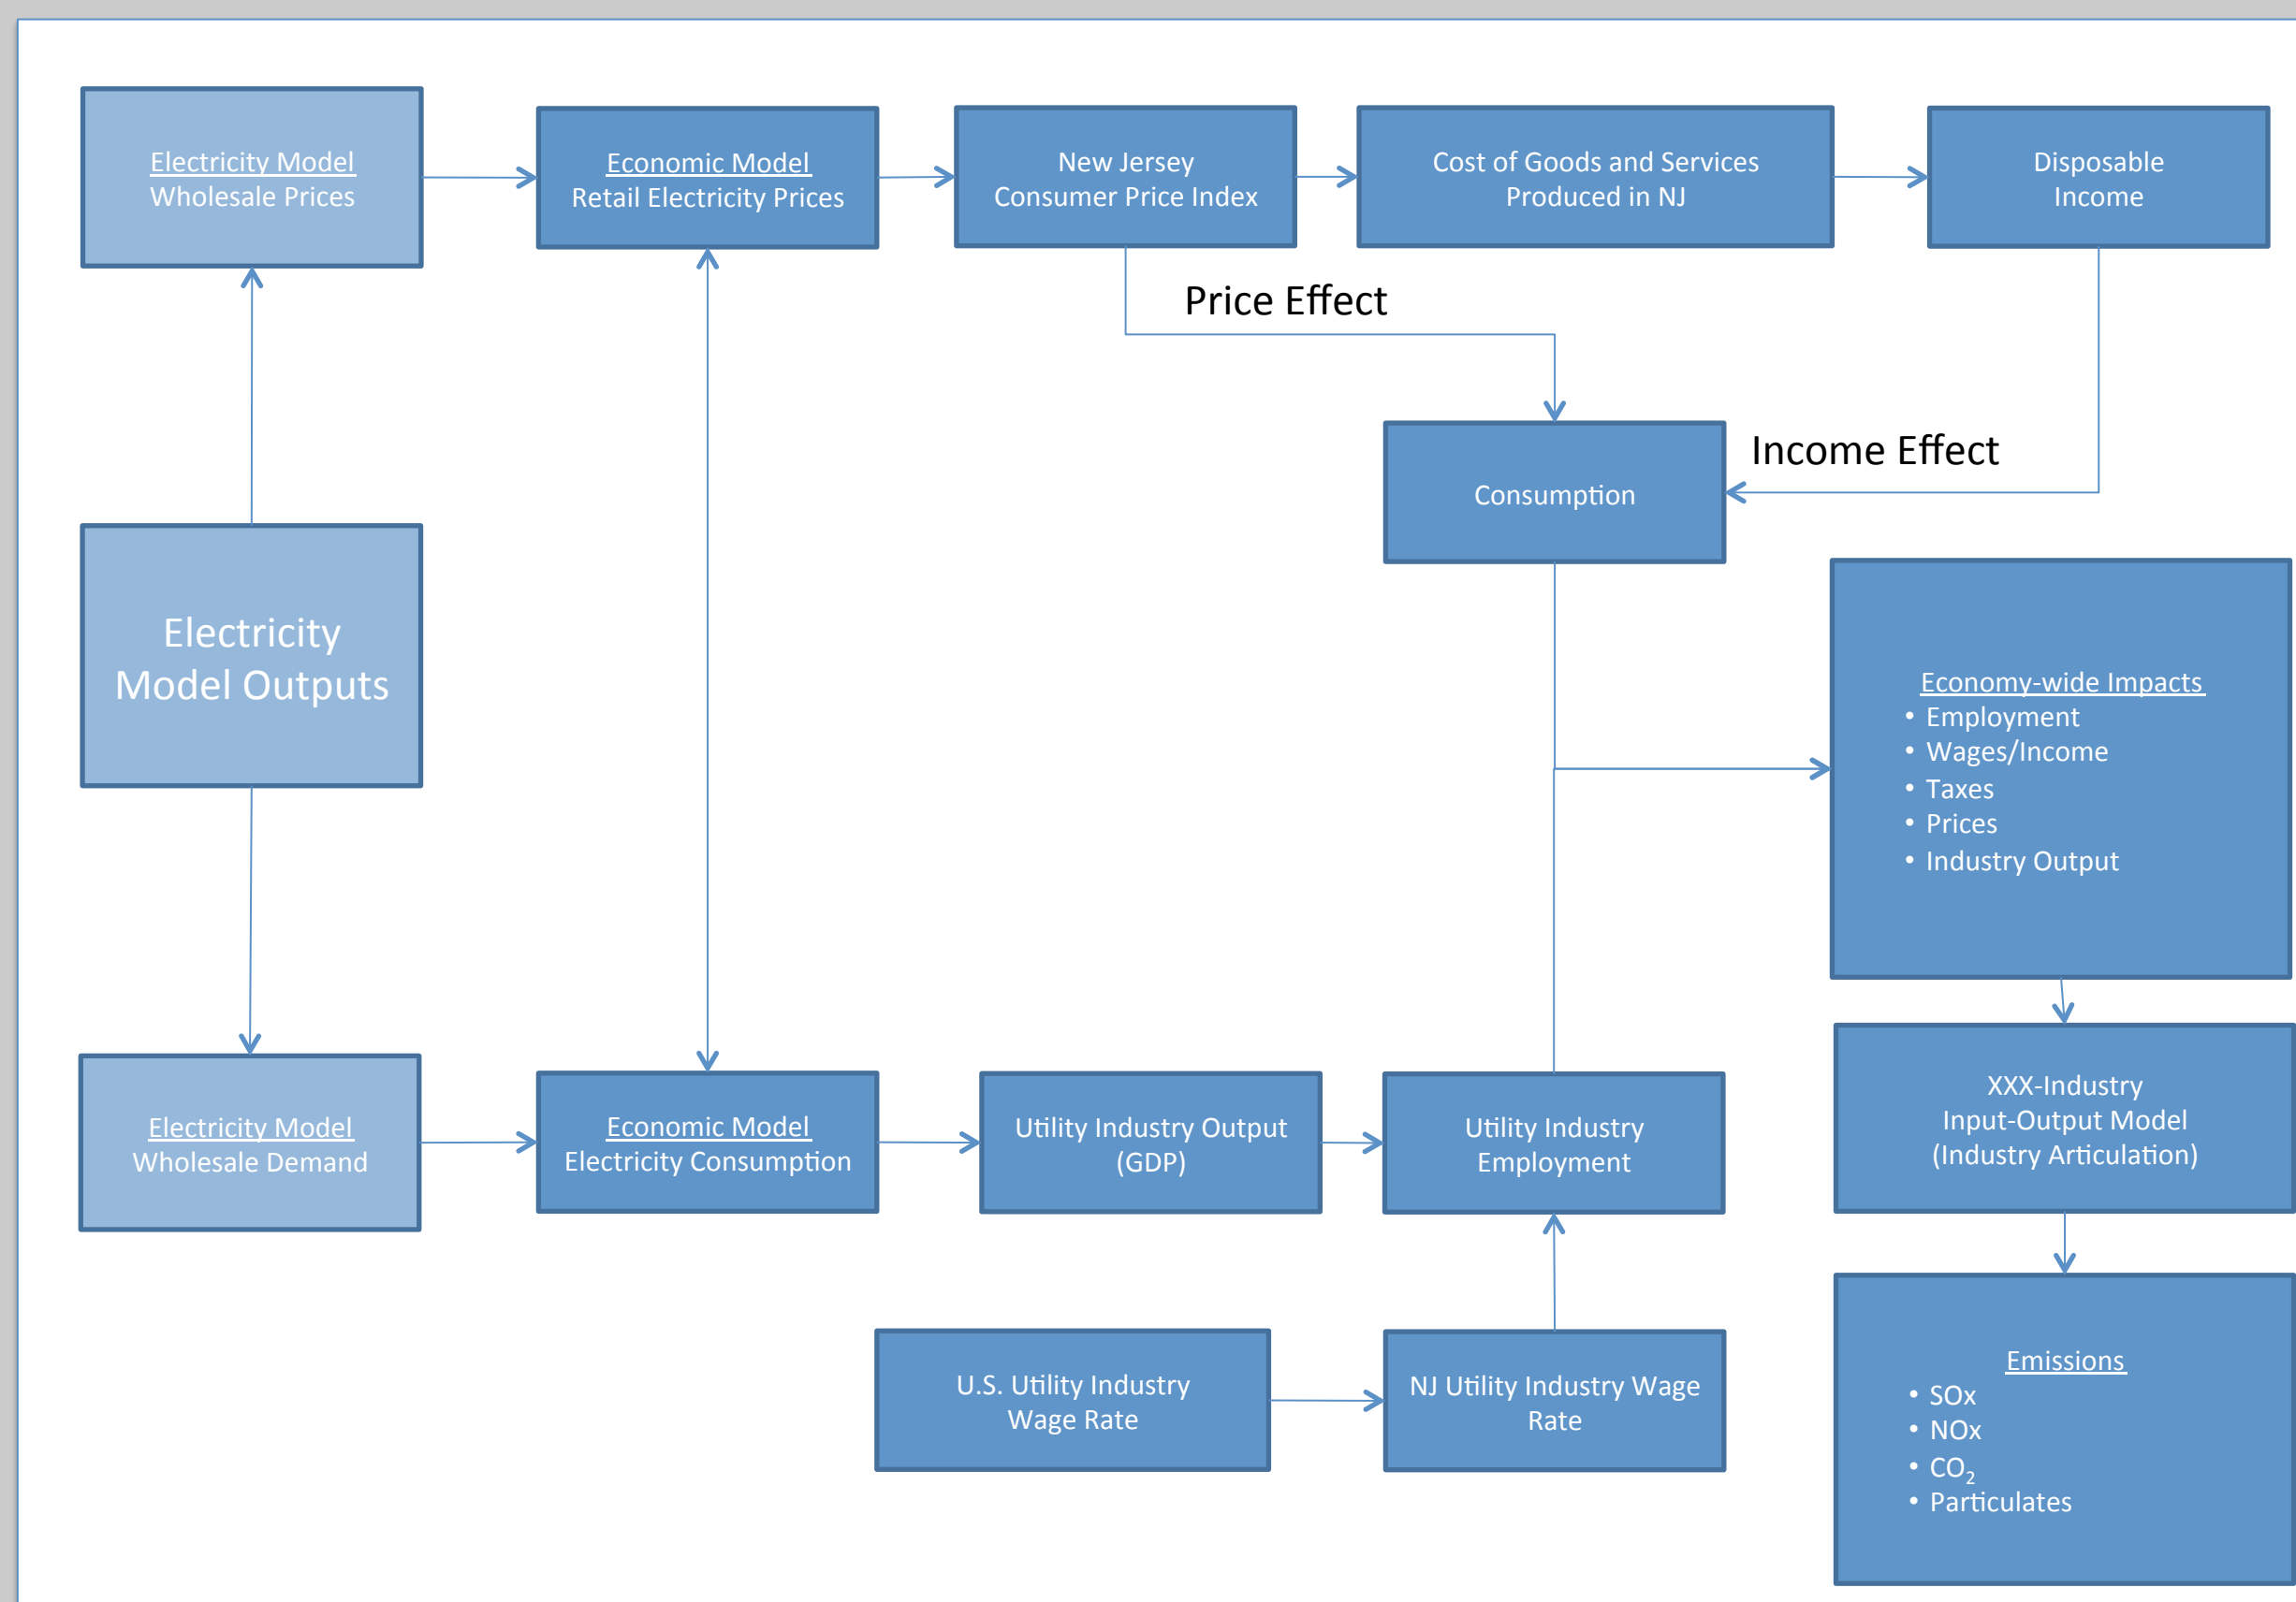 Electricity Model
Wholesale Prices
Economic Model
Retail Electricity Prices
New Jersey
Consumer Price Index
Cost of Goods and Services
Produced in NJ
Disposable
Income
Price Effect
Income Effect
Consumption
Electricity
Model Outputs
Economy-wide Impacts
• Employment
• Wages/Income
• Taxes
• Prices
• Industry Output
Electricity Model
Wholesale Demand
Economic Model
Electricity Consumption
Utility Industry Output
(GDP)
Utility Industry
Employment
XXX-Industry
Input-Output Model
(Industry Articulation)
U.S. Utility Industry
Wage Rate
NJ Utility Industry Wage
Rate
Emissions
• SOx
• NOx
• CO₂
• Particulates